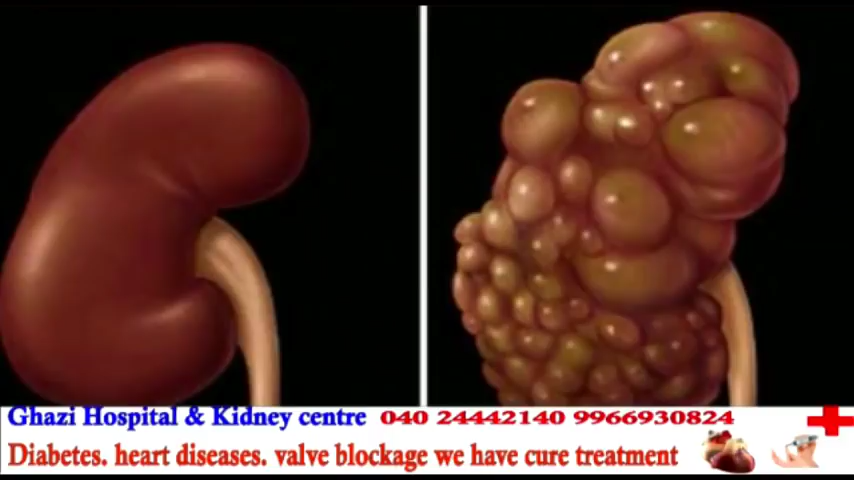 Ghazi Hospital & Kidney centre 040 24442140 9966930824
Diabetes. heart diseases. valve blockage we have cure treatment